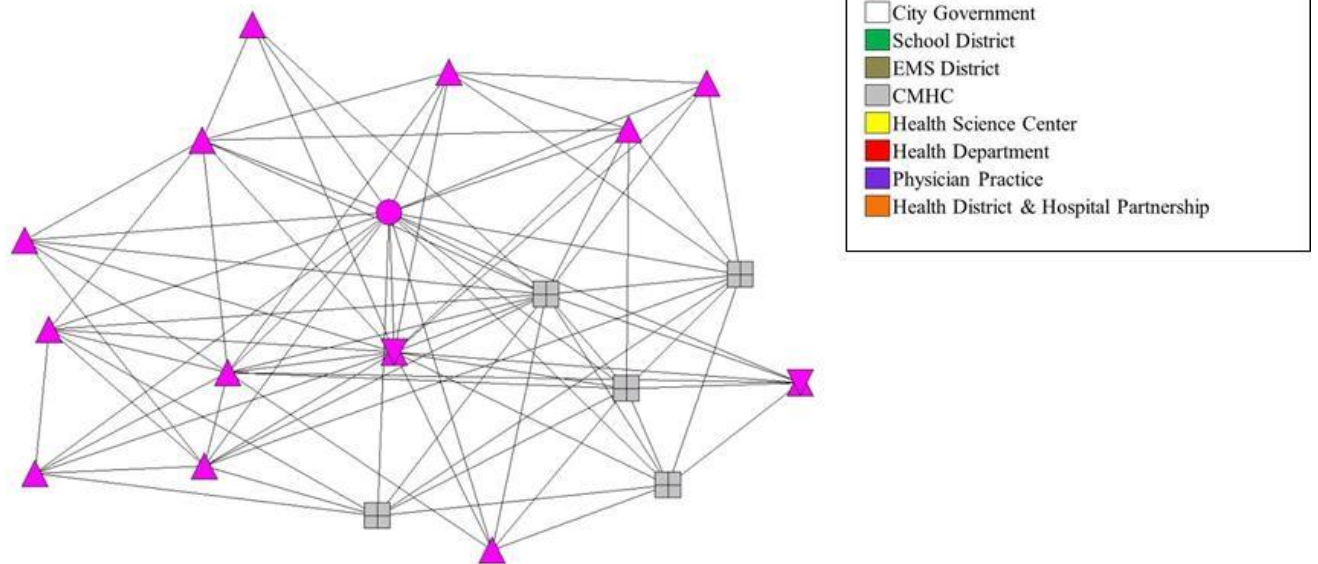 City Government
School District
EMS District
CMHC
Health Science Center
Health Department
Physician Practice
Health District & Hospital Partnership